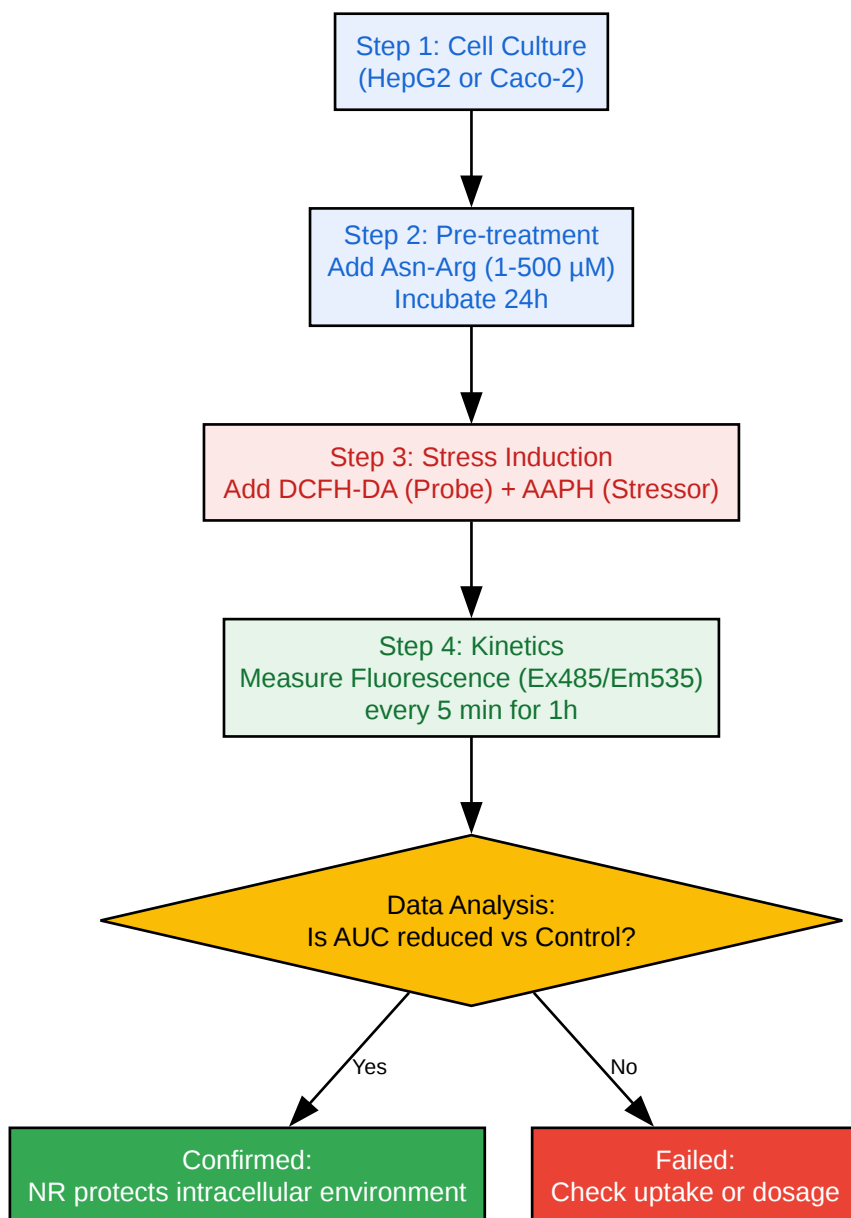 Step 1: Cell Culture
(HepG2 or Caco-2)
Step 2: Pre-treatment
Add Asn-Arg (1-500 µM)
Incubate 24h
Step 3: Stress Induction
Add DCFH-DA (Probe) + AAPH (Stressor)
Step 4: Kinetics
Measure Fluorescence (Ex485/Em535)
every 5 min for 1h
Data Analysis:
Is AUC reduced vs Control?
Yes
No
Confirmed:
NR protects intracellular environment
Failed:
Check uptake or dosage